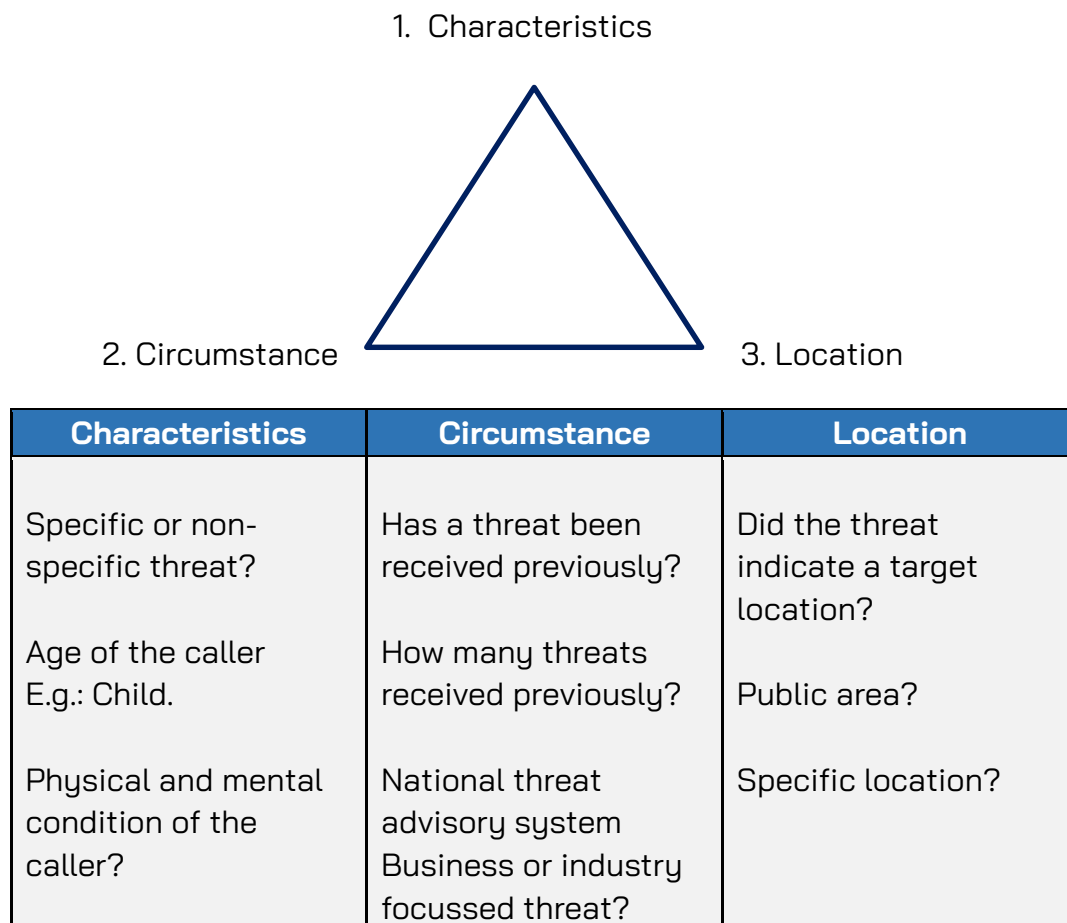 1. Characteristics
2. Circumstance
3. Location
Characteristics
Circumstance
Location
Specific or non-
specific threat?
Age of the caller
E.g.: Child.
Physical and mental
condition of the
caller?
Has a threat been
received previously?
How many threats
received previously?
National threat
advisory system
Business or industry
focussed threat?
Did the threat
indicate a target
location?
Public area?
Specific location?